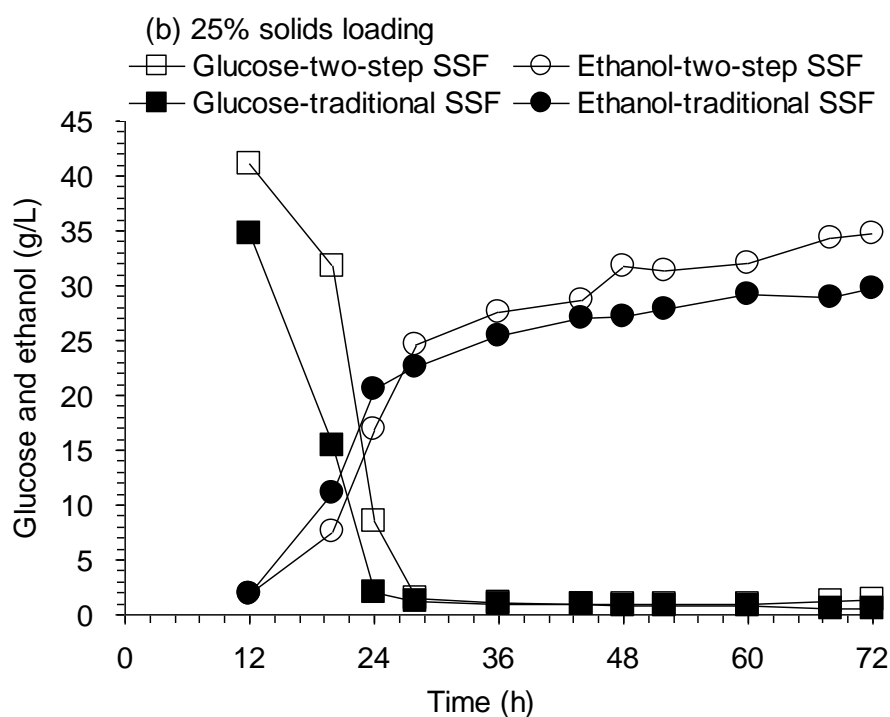 (b) 25% solids loading
Glucose-two-step SSF Ethanol-two-step SSF
Glucose-traditional SSF Ethanol-traditional SSF
45
40
35
30
25
20
15
10
5
0
Glucose and ethanol (g/L)
0 12 24 36 48 60 72
Time (h)